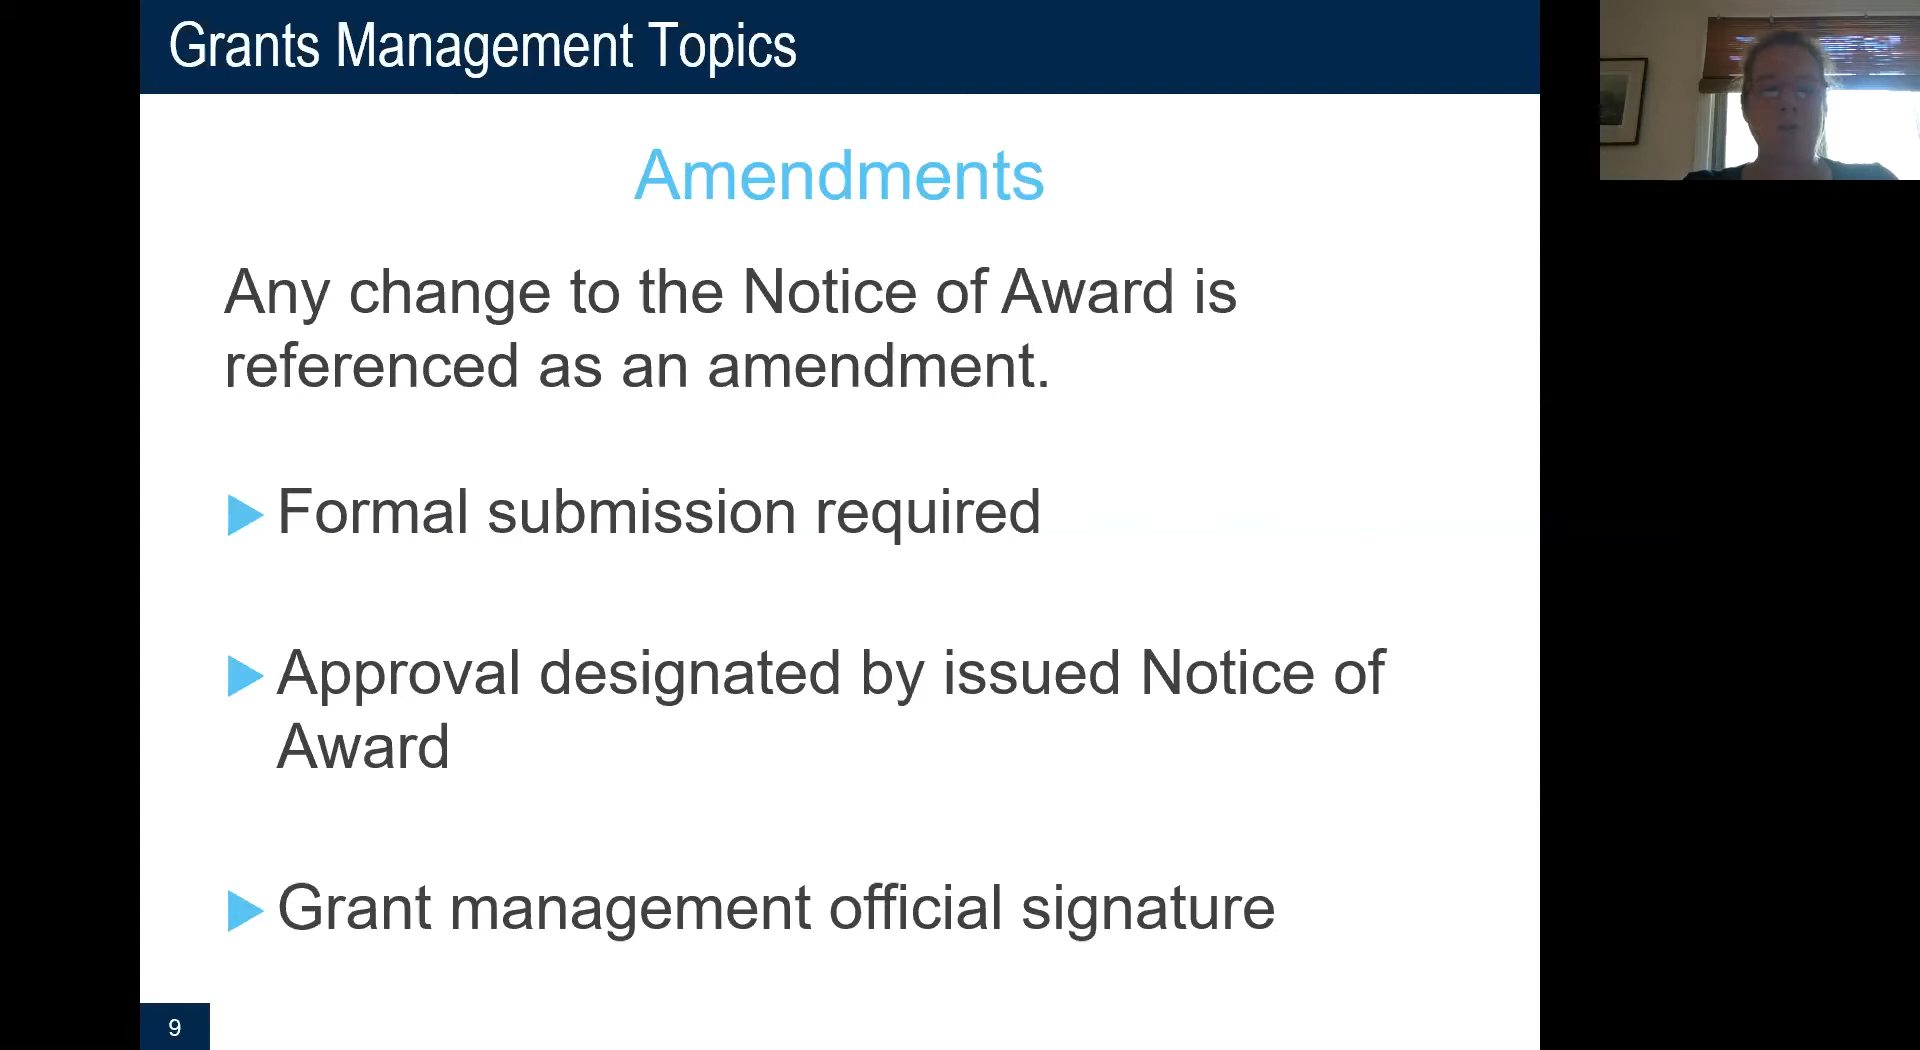 Grants Management Topics
Amendments
Any change to the Notice of Award is
referenced as an amendment.
Formal submission required
Approval designated by issued Notice of
Award
Grant management official signature
9